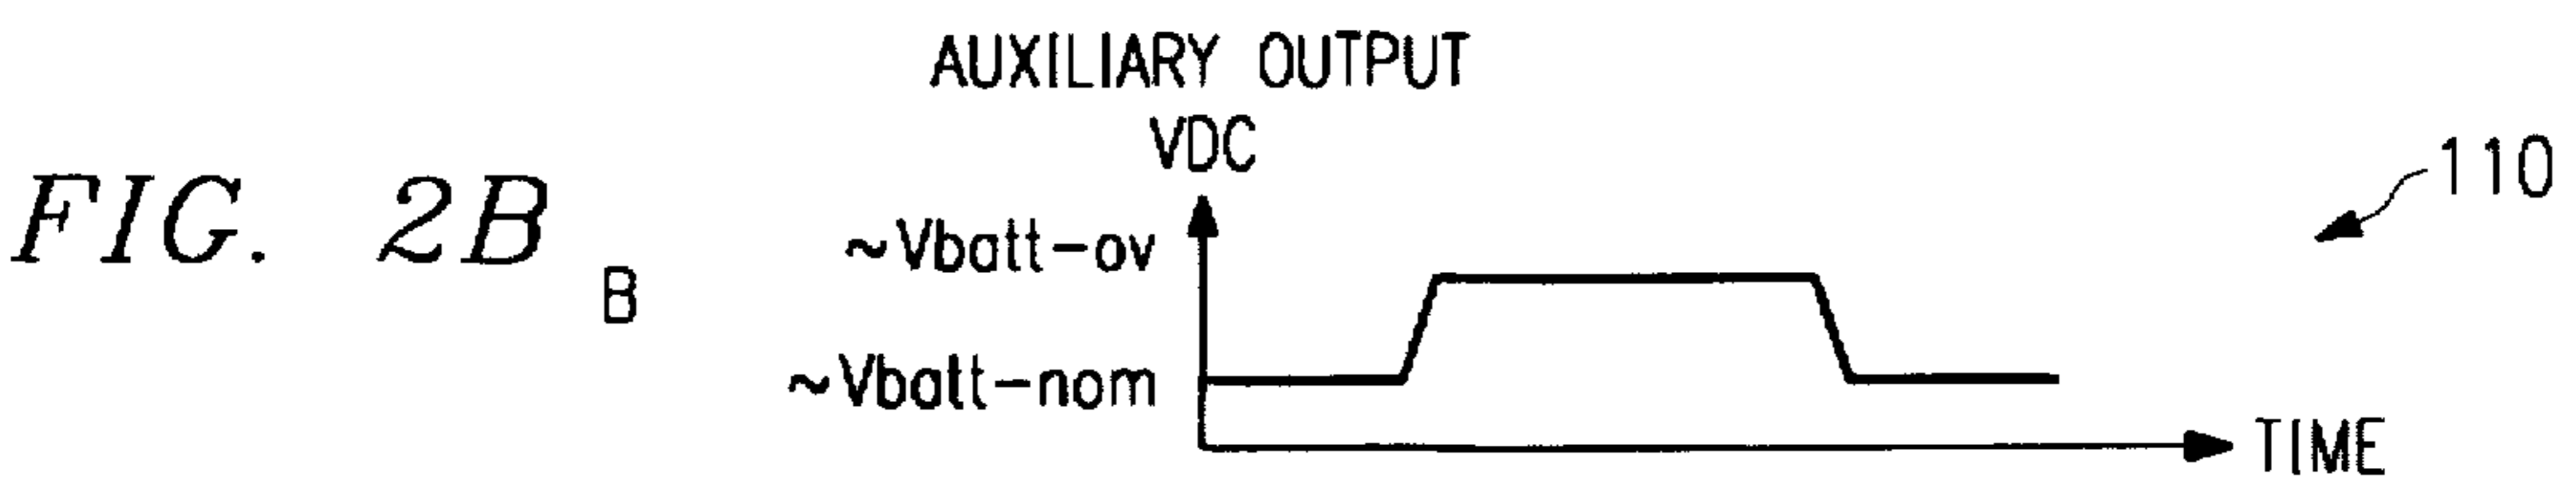 AUXILIARY OUTPUT
VDC
FIG. 2B
B
110
~Vbatt-ov
~Vbatt-nom
TIME